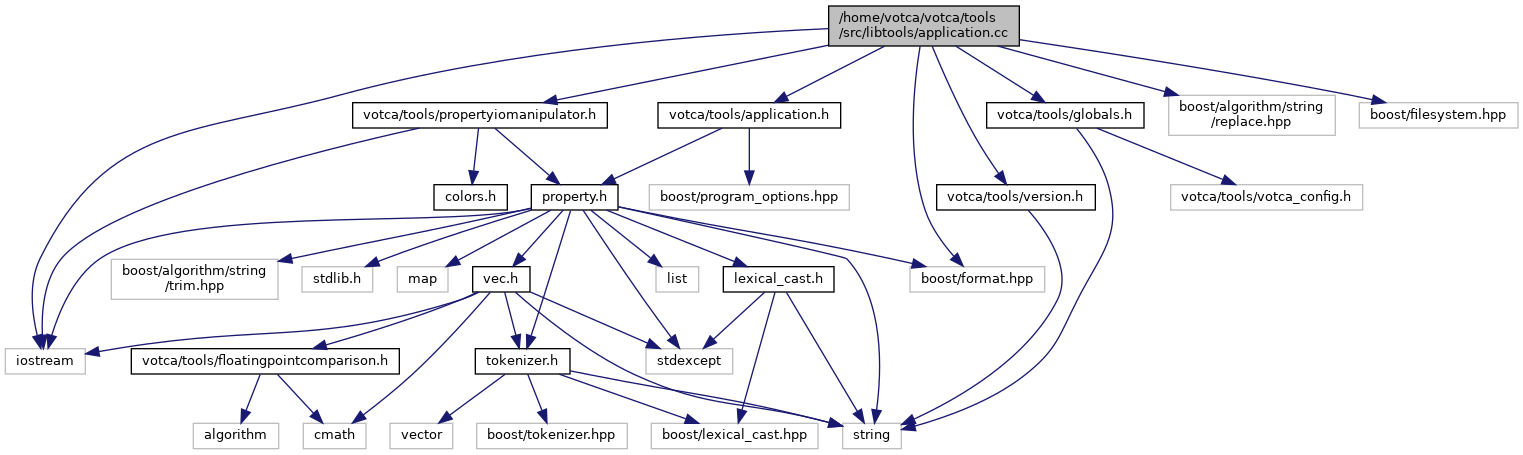 /home/votca/votca/tools
/src/libtools/application.cc
votca/tools/propertyiomanipulator.h
votca/tools/application.h
votca/tools/globals.h
boost/algorithm/string
/replace.hpp
boost/filesystem.hpp
colors.h
property.h
boost/program_options.hpp
votca/tools/version.h
votca/tools/votca_config.h
boost/algorithm/string
/trim.hpp
stdlib.h
map
vec.h
list
lexical_cast.h
boost/format.hpp
iostream
votca/tools/floatingpointcomparison.h
tokenizer.h
stdexcept
algorithm
cmath
vector
boost/tokenizer.hpp
boost/lexical_cast.hpp
string